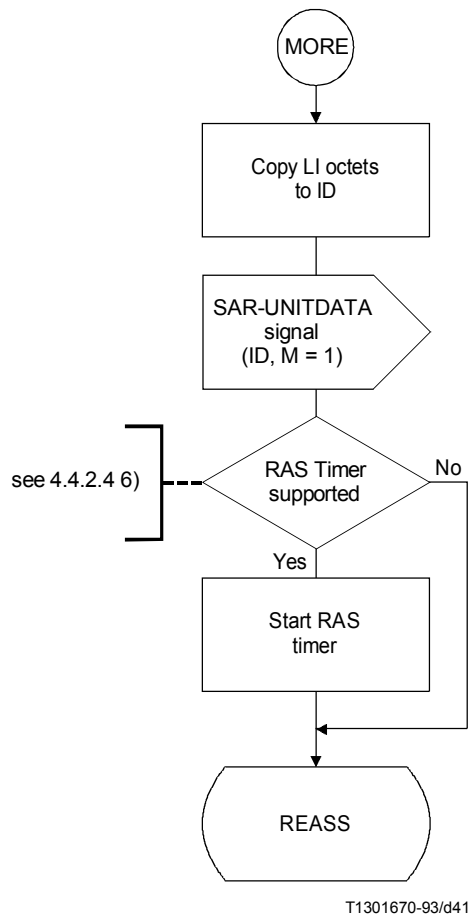 MORE
Copy LI octets
to ID
SAR-UNITDATA
signal
(ID, M = 1)
see 4.4.2.4 6)
RAS Timer
supported
No
Yes
Start RAS
timer
REASS
T1301670-93/d41